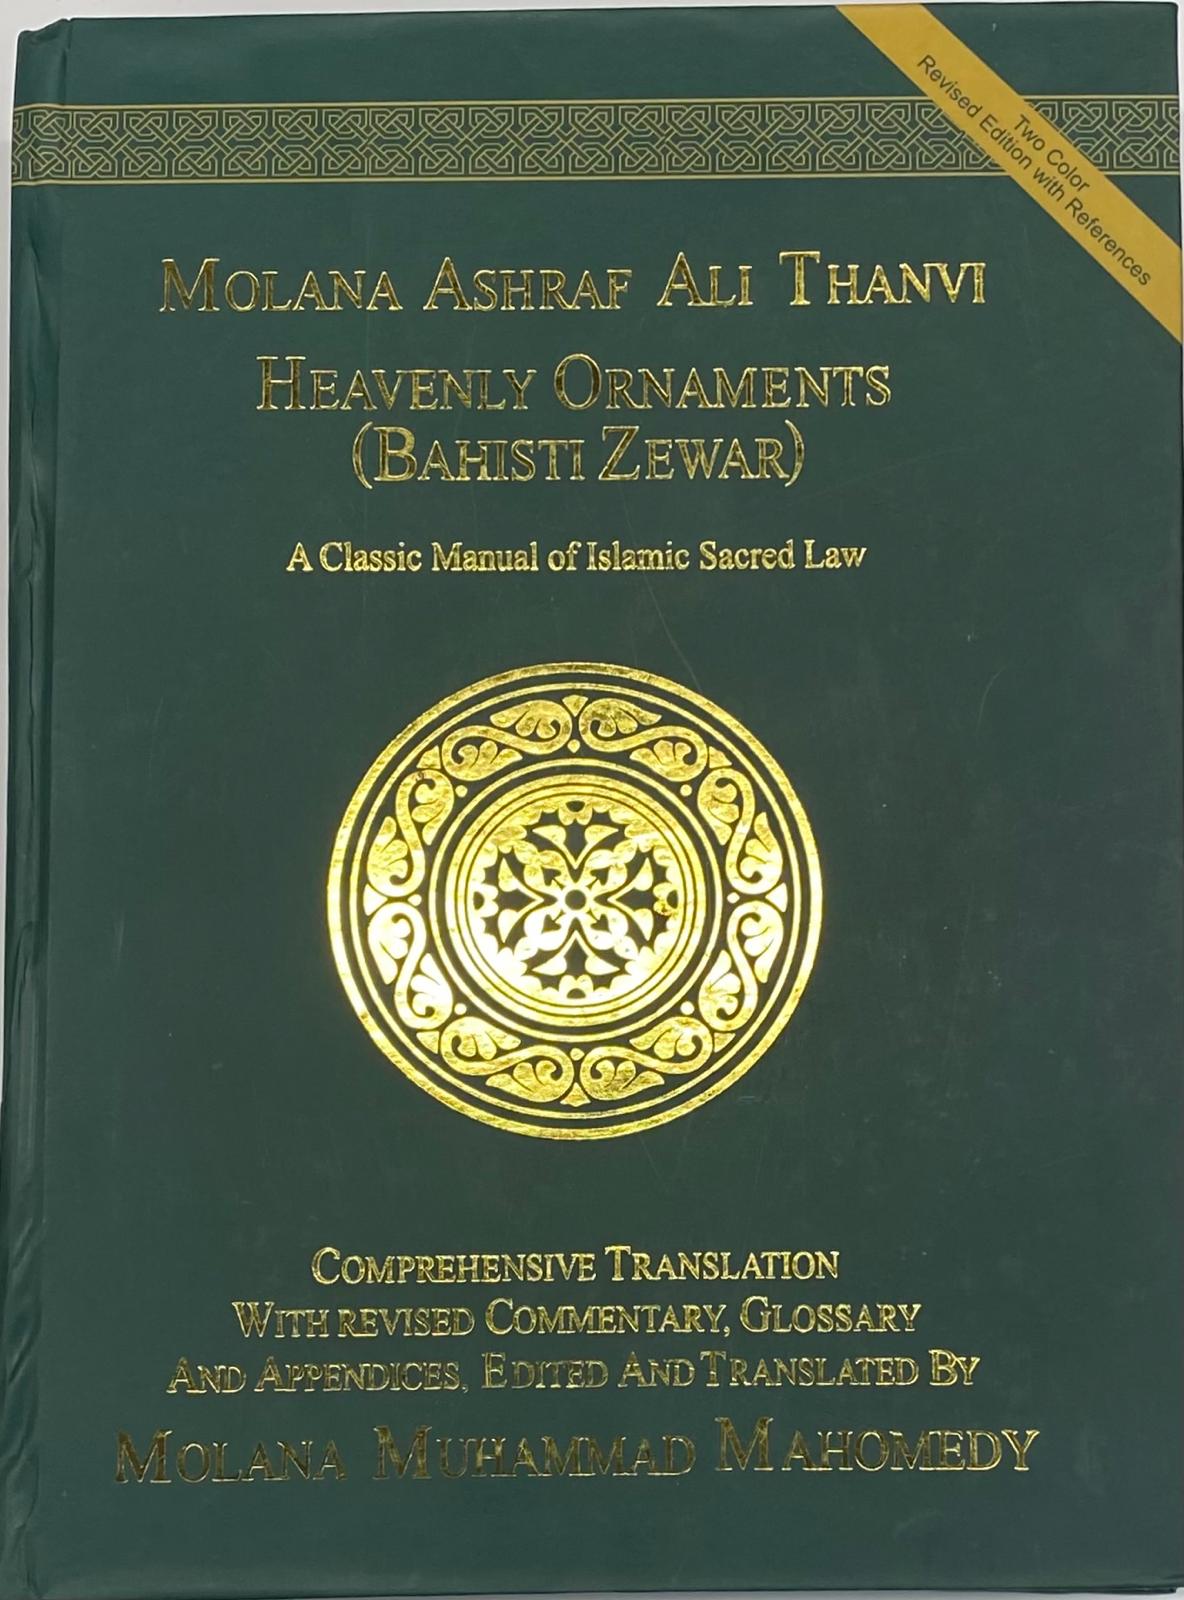 Two Color
Revised Edition with References
MOLANA ASHRAF ALI THANVI
HEAVENLY ORNAMENTS
(BAHISTI ZEWAR)
A Classic Manual of Islamic Sacred Law
COMPREHENSIVE TRANSLATION
WITH REVISED COMMENTARY, GLOSSARY
AND APPENDICES, EDITED AND TRANSLATED BY
MOLANA MUHAMMAD MAHOMEDY